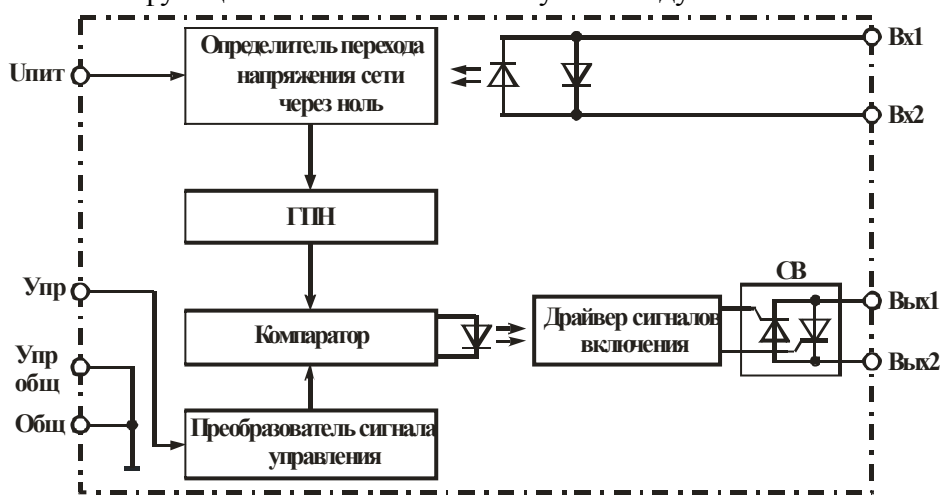 Определитель перехода
напряжения сети
через ноль
Uпит
Вх1
Вх2
ГПН
Упр
Компаратор
Драйвер сигналов
включения
СВ
Вых1
Вых2
Упр
общ
Общ
Преобразователь сигнала
управления